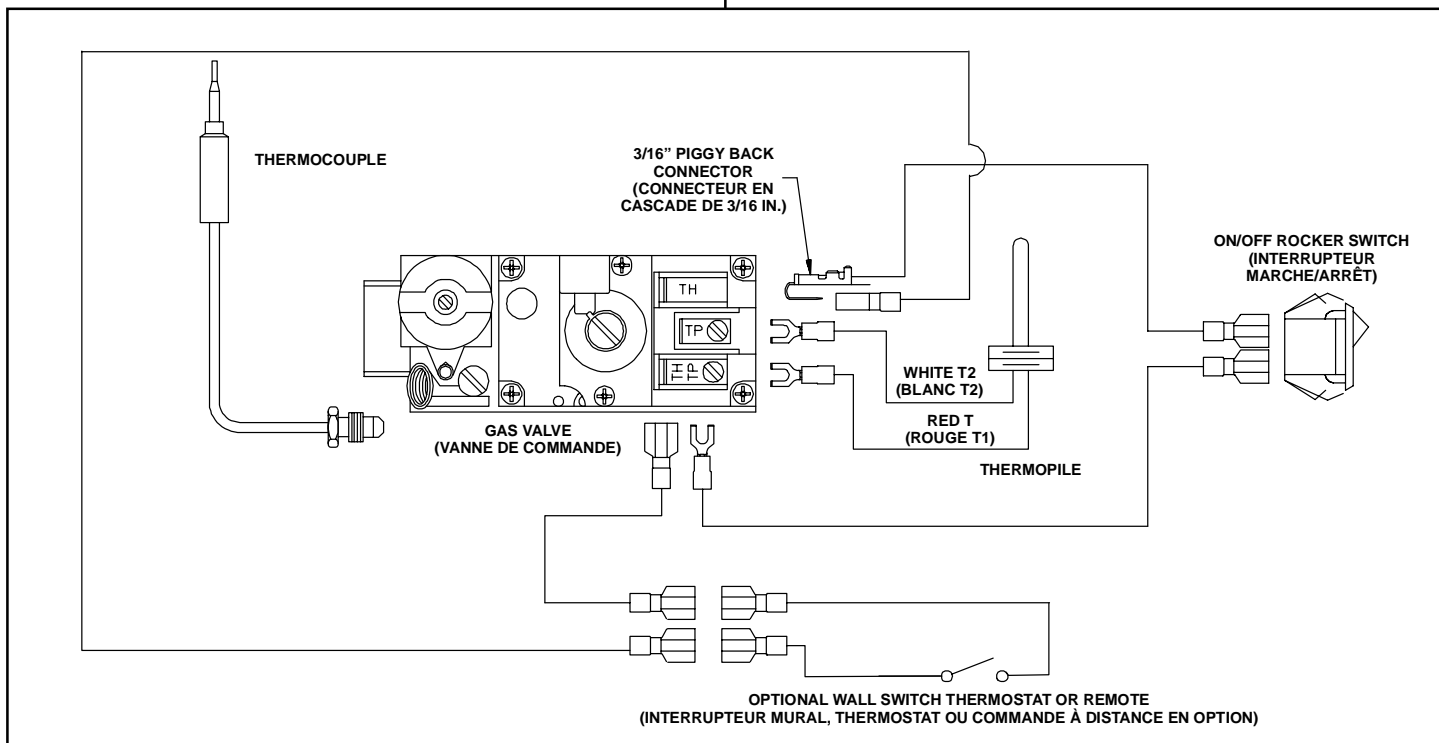 THERMOCOUPLE
3/16” PIGGY BACK
CONNECTOR
(CONNECTEUR EN
CASCADE DE 3/16 IN.)
ON/OFF ROCKER SWITCH
(INTERRUPTEUR
MARCHE/ARRÊT)
TH
TP
TH
TP
WHITE T2
(BLANC T2)
RED T
(ROUGE T1)
GAS VALVE
(VANNE DE COMMANDE)
THERMOPILE
OPTIONAL WALL SWITCH THERMOSTAT OR REMOTE
(INTERRUPTEUR MURAL, THERMOSTAT OU COMMANDE À DISTANCE EN OPTION)